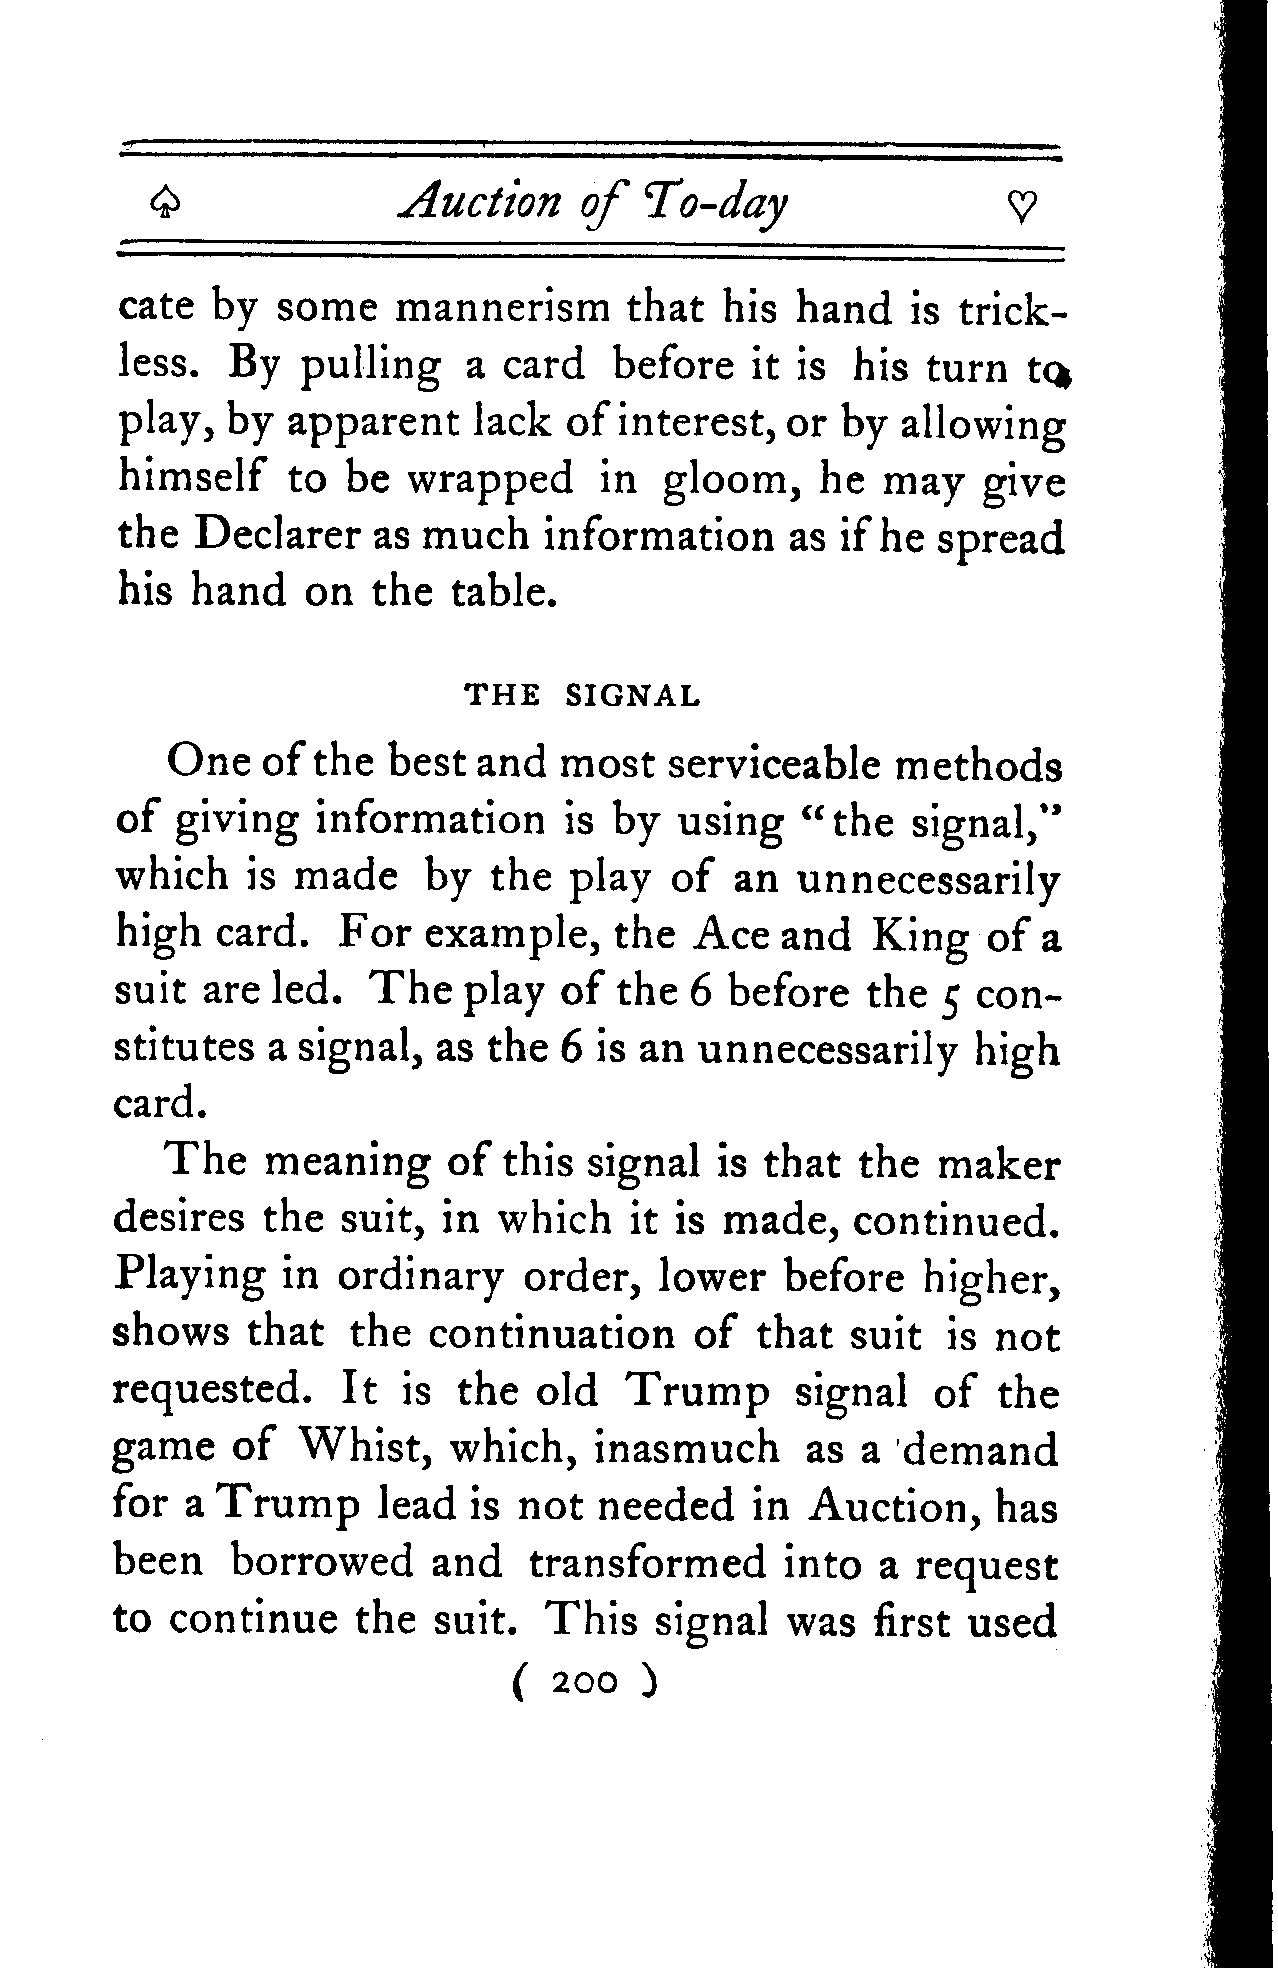 ♤ Auction of To-day ♡
cate by some mannerism that his hand is trick-
less. By pulling a card before it is his turn to
play, by apparent lack of interest, or by allowing
himself to be wrapped in gloom, he may give
the Declarer as much information as if he spread
his hand on the table.
THE SIGNAL
One of the best and most serviceable methods
of giving information is by using “the signal,”
which is made by the play of an unnecessarily
high card. For example, the Ace and King of a
suit are led. The play of the 6 before the 5 con-
stitutes a signal, as the 6 is an unnecessarily high
card.
The meaning of this signal is that the maker
desires the suit, in which it is made, continued.
Playing in ordinary order, lower before higher,
shows that the continuation of that suit is not
requested. It is the old Trump signal of the
game of Whist, which, inasmuch as a demand
for a Trump lead is not needed in Auction, has
been borrowed and transformed into a request
to continue the suit. This signal was first used
( 200 )